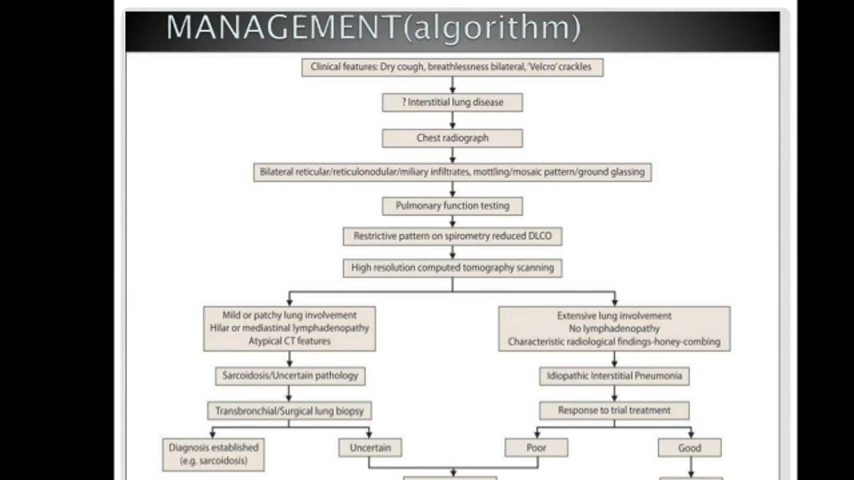 MANAGEMENT(algorithm)
Clinical features: Dry cough, breathlessness bilateral, 'Velcro' crackles
? Interstitial lung disease
Chest radiograph
Bilateral reticular/reticulonodular/miliary infiltrates, mottling/mosaic pattern/ground glassing
Pulmonary function testing
Restrictive pattern on spirometry reduced DLCO
High resolution computed tomography scanning
Mild or patchy lung involvement
Hilar or mediastinal lymphadenopathy
Atypical CT features
Extensive lung involvement
No lymphadenopathy
Characteristic radiological findings-honey-combing
Sarcoidosis/Uncertain pathology
Idiopathic Interstitial Pneumonia
Transbronchial/Surgical lung biopsy
Response to trial treatment
Diagnosis established
(e.g. sarcoidosis)
Uncertain
Poor
Good